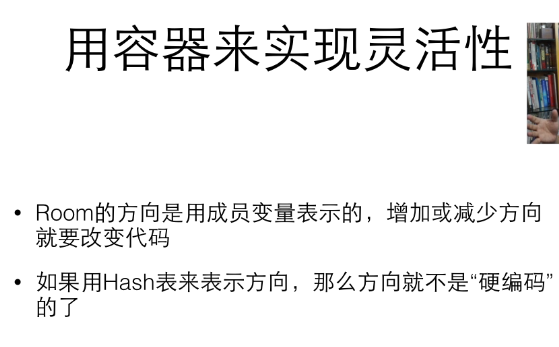 用容器来实现灵活性
• Room的方向是用成员变量表示的，增加或减少方向
就要改变代码
• 如果用Hash表来表示方向，那么方向就不是“硬编码”
的了